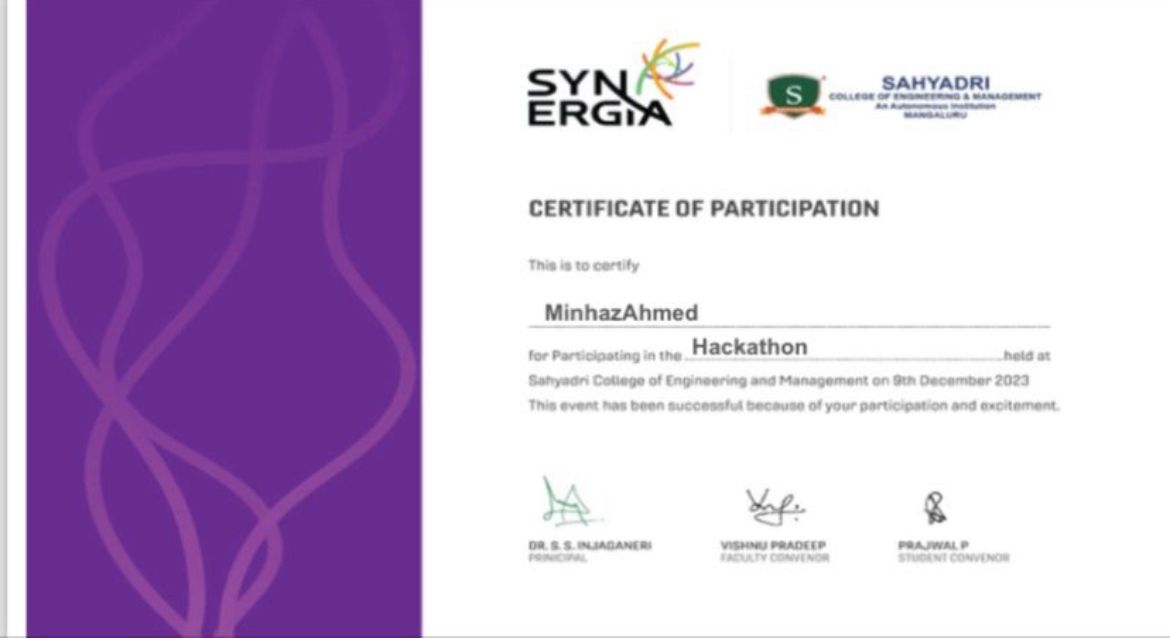 SYN
ERGIA
S
SAHYADRI
COLLEGE OF ENGINEERING & MANAGEMENT
An Autonomous Institution
MANGALURU
CERTIFICATE OF PARTICIPATION
This is to certify
MinhazAhmed
for Participating in the Hackathon held at
Sahyadri College of Engineering and Management on 9th December 2023
This event has been successful because of your participation and excitement.
DR. S. S. INJAGANERI
PRINICIPAL
VISHNU PRADEEP
FACULTY CONVENOR
PRAJWAL P
STUDENT CONVENOR